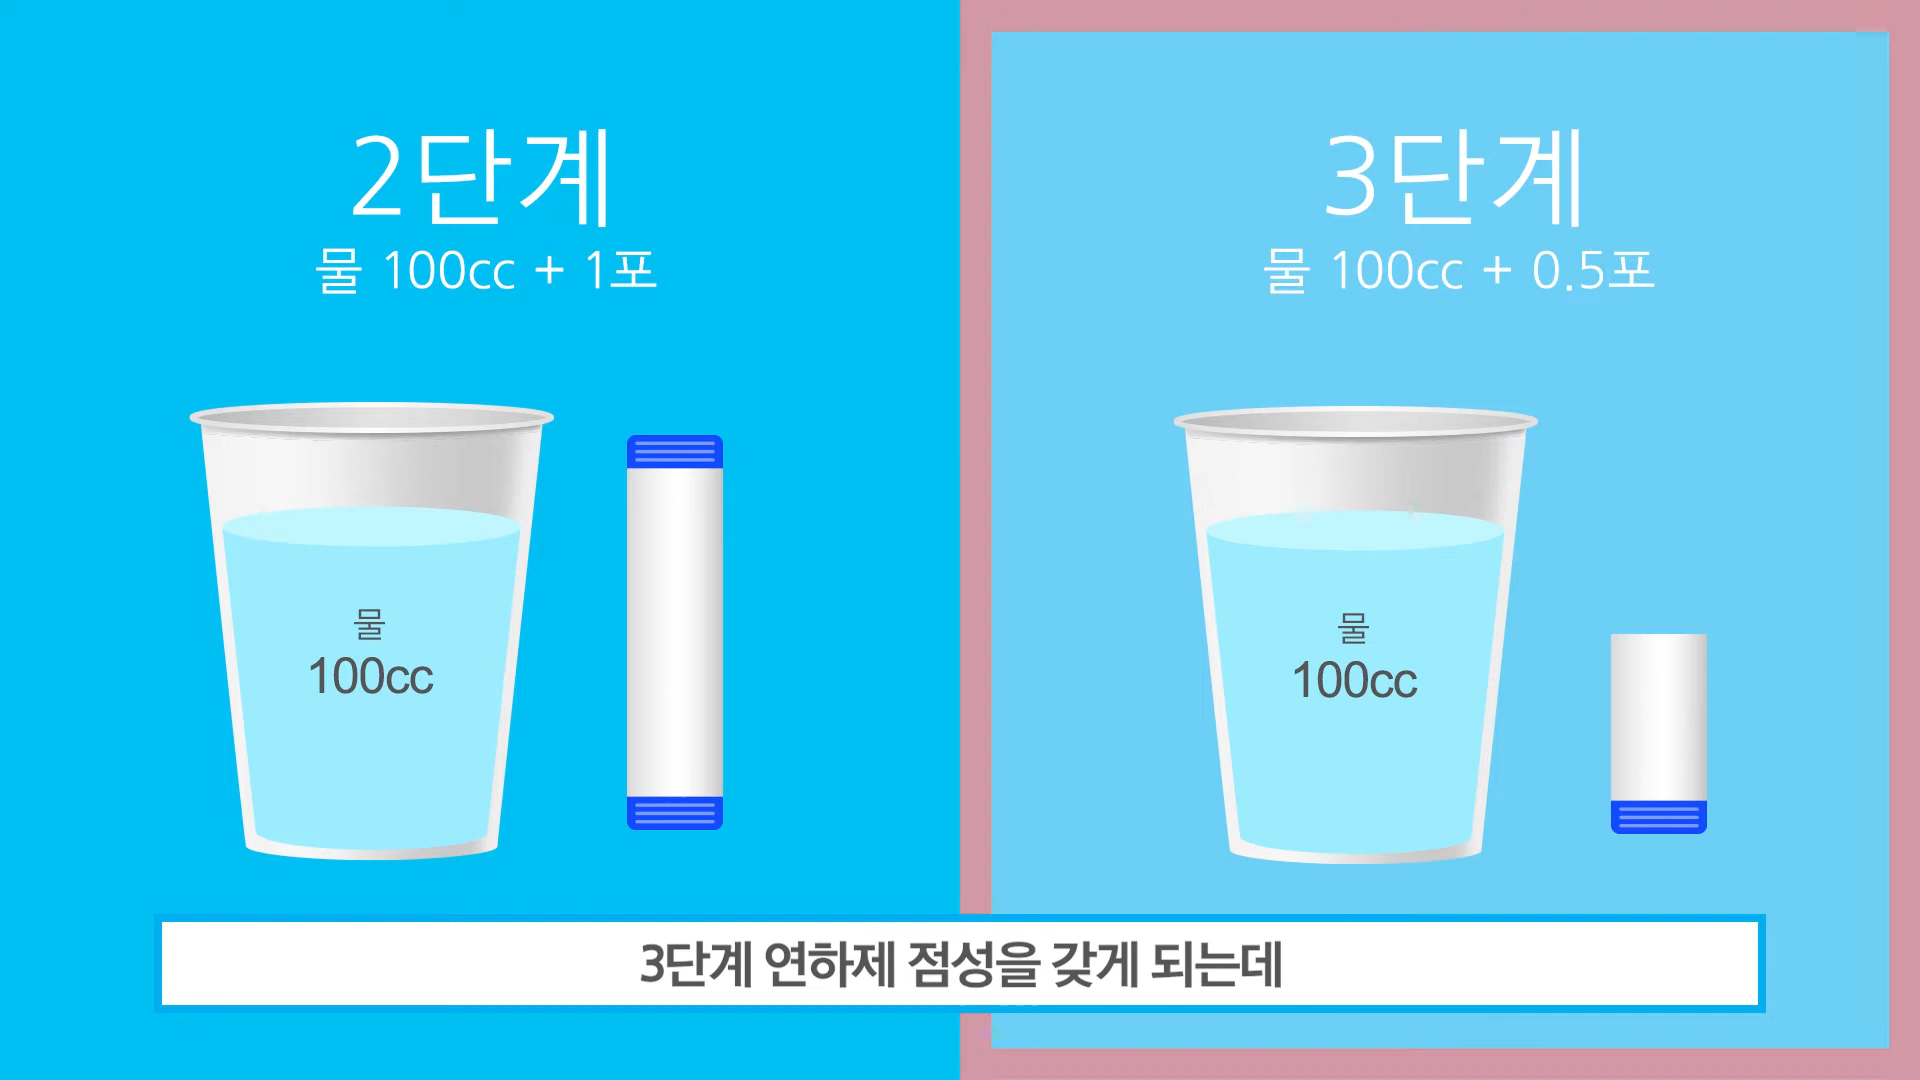 2단계
물 100cc + 1포
물
100cc
3단계
물 100cc + 0.5포
물
100cc
3단계 연하제 점성을 갖게 되는데